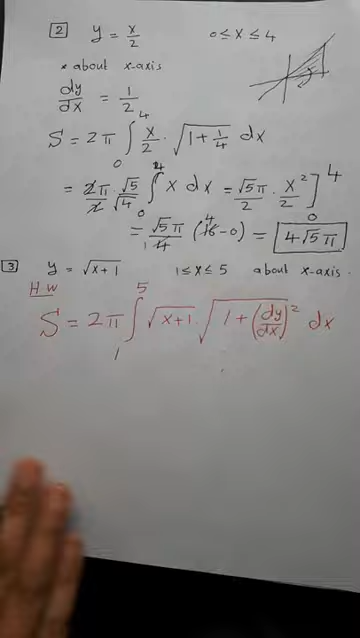 2 y = x/2 0 ≤ x ≤ 4
* about x-axis
dy/dx = 1/2
S = 2π ∫₀⁴ x/2 · √(1 + 1/4) dx
= 2π/2 √5/√4 ∫₀⁴ x dx = √5π/2 · x²/2 ]₀⁴
= √5π/4 (16-0) = 4√5π
3 y = √(x+1) 1 ≤ x ≤ 5 about x-axis.
H.W
S = 2π ∫₁⁵ √(x+1) √(1 + (dy/dx)²) dx